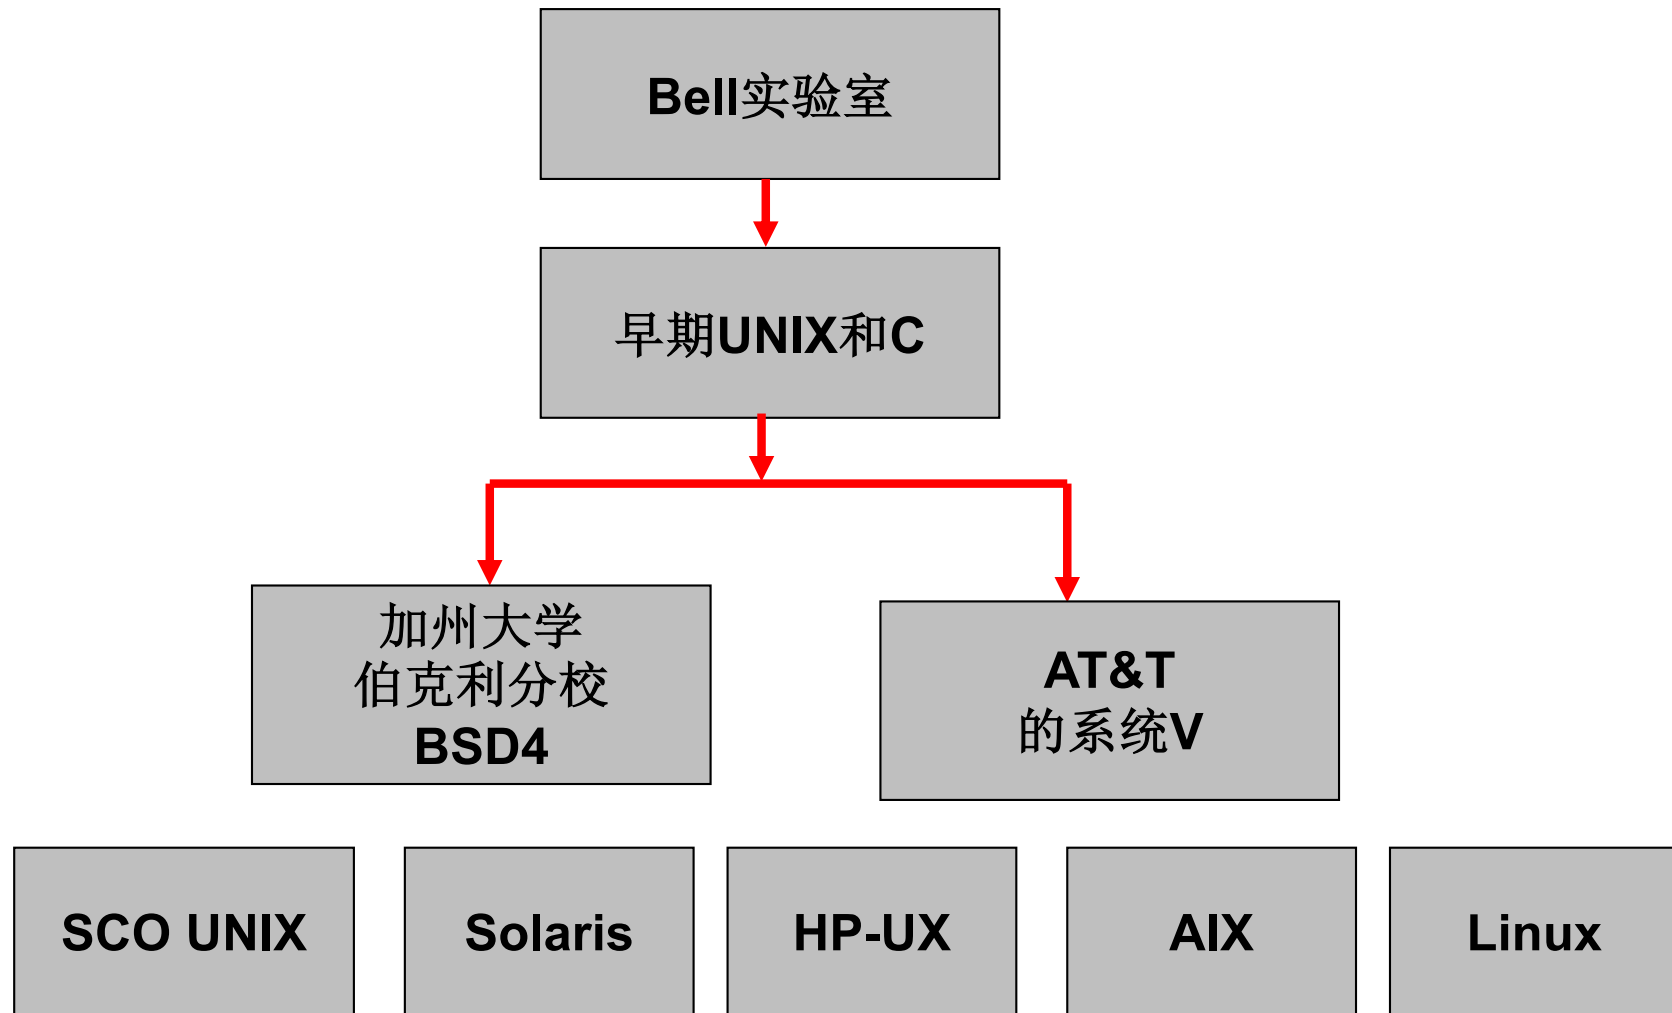 Bell实验室
早期UNIX和C
加州大学
伯克利分校
BSD4
AT&T
的系统V
SCO UNIX
Solaris
HP-UX
AIX
Linux